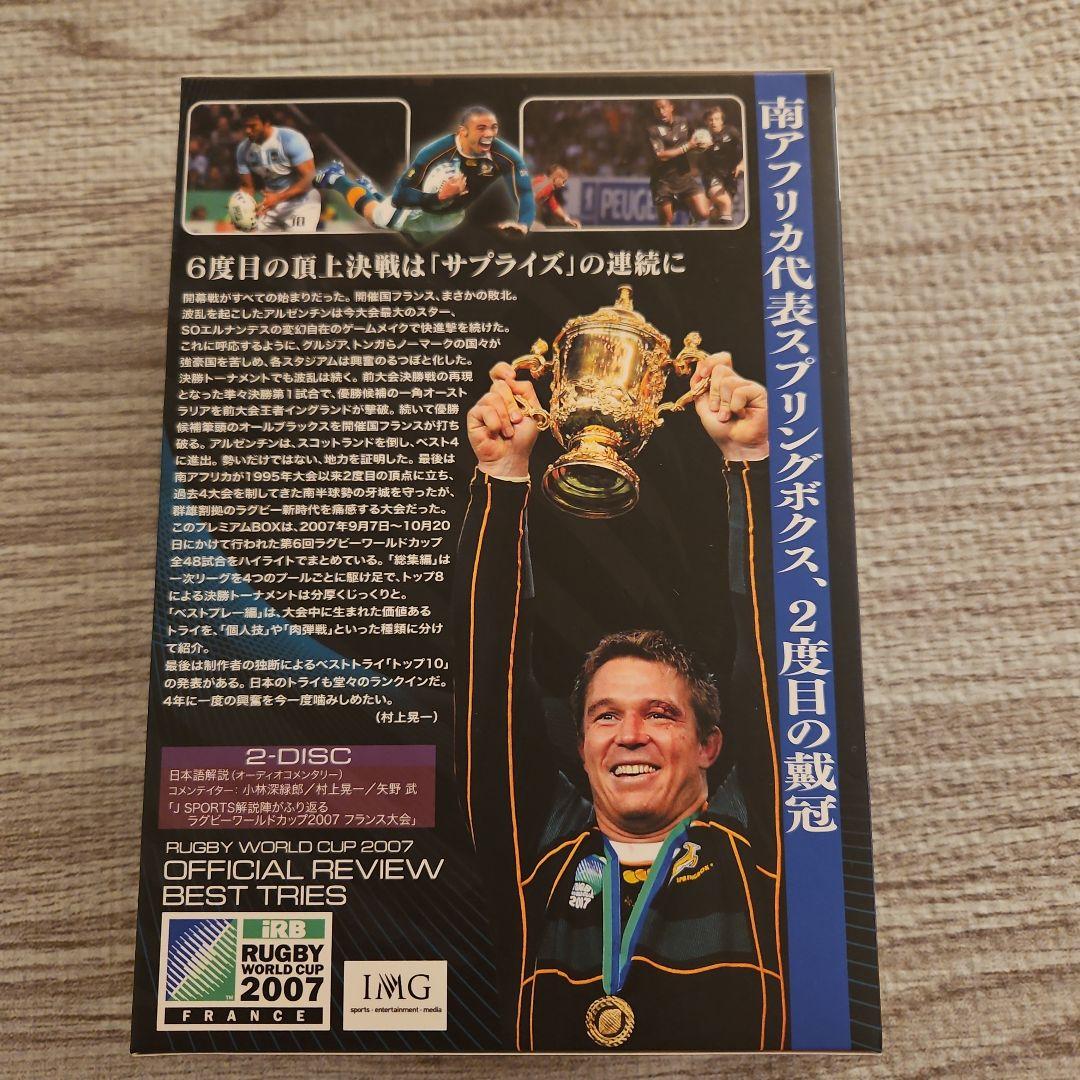 南アフリカ代表スプリングボクス、2度目の戴冠
PEUGE
10
6度目の頂上決戦は「サプライズ」の連続に
開幕戦がすべての始まりだった。開催国フランス、まさかの敗北。
波乱を起こしたアルゼンチンは今大会最大のスター、
SOエルナンデスの変幻自在のゲームメイクで快進撃を続けた。
これに呼応するように、グルジア、トンガらノーマークの国々が
強豪国を苦しめ、各スタジアムは興奮のるつぼと化した。
決勝トーナメントでも波乱は続く。前大会決勝戦の再現
となった準々決勝第1試合で、優勝候補の一角オースト
ラリアを前大会王者イングランドが撃破。続いて優勝
候補筆頭のオールブラックスを開催国フランスが打ち
破る。アルゼンチンは、スコットランドを倒し、ベスト4
に進出。勢いだけではない、地力を証明した。最後は
南アフリカが1995年大会以来2度目の頂点に立ち、
過去4大会を制してきた南半球勢の牙城を守ったが、
群雄割拠のラグビー新時代を痛感する大会だった。
このプレミアムBOXは、2007年9月7日～10月20
日にかけて行われた第6回ラグビーワールドカップ
全48試合をハイライトでまとめている。「総集編」は
一次リーグを4つのプールごとに駆け足で、トップ8
による決勝トーナメントは分厚くじっくりと。
「ベストプレー編」は、大会中に生まれた価値ある
トライを、「個人技」や「肉弾戦」といった種類に分け
て紹介。
最後は制作者の独断によるベストトライ「トップ10」
の発表がある。日本のトライも堂々のランクインだ。
4年に一度の興奮を今一度噛みしめたい。
（村上晃一）
2-DISC
日本語解説（オーディオコメンタリー）
コメンテイター：小林深緑郎／村上晃一／矢野 武
「J SPORTS解説陣がふり返る
ラグビーワールドカップ2007 フランス大会」
RUGBY WORLD CUP 2007
OFFICIAL REVIEW
BEST TRIES
iRB
RUGBY
WORLD CUP
2007
FRANCE
TM
IMG
sports・entertainment・media
RUGBY
2007
SPRINGBOK